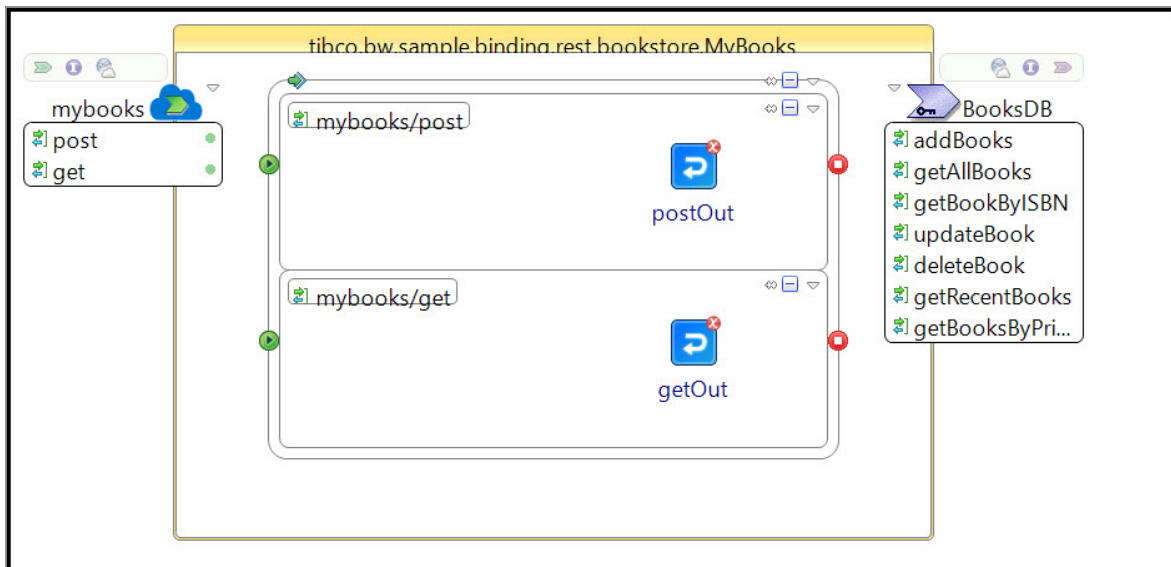 tibco.bw.sample.binding.rest.bookstore.MyBooks
mybooks
post
get
mybooks/post
postOut
mybooks/get
getOut
BooksDB
addBooks
getAllBooks
getBookByISBN
updateBook
deleteBook
getRecentBooks
getBooksByPri...